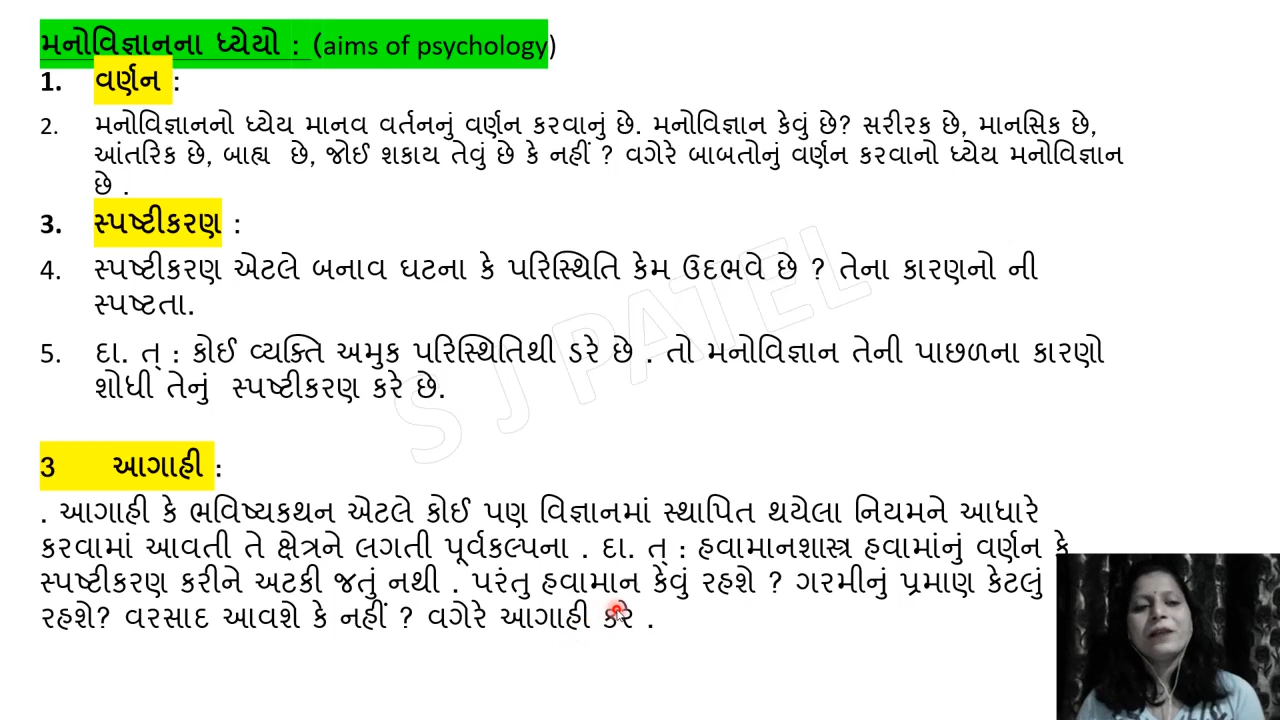 મનોવિજ્ઞાનના ધ્યેયો : (aims of psychology)
1. વર્ણન :
2. મનોવિજ્ઞાનનો ધ્યેય માનવ વર્તનનું વર્ણન કરવાનું છે. મનોવિજ્ઞાન કેવું છે? સરીરક છે, માનસિક છે,
આંતરિક છે, બાહ્ય છે, જોઈ શકાય તેવું છે કે નહીં ? વગેરે બાબતોનું વર્ણન કરવાનો ધ્યેય મનોવિજ્ઞાન
છે .
3. સ્પષ્ટીકરણ :
4. સ્પષ્ટીકરણ એટલે બનાવ ઘટના કે પરિસ્થિતિ કેમ ઉદભવે છે ? તેના કારણનો ની
સ્પષ્ટતા.
5. દા. ત્ : કોઈ વ્યક્તિ અમુક પરિસ્થિતિથી ડરે છે . તો મનોવિજ્ઞાન તેની પાછળના કારણો
શોધી તેનું સ્પષ્ટીકરણ કરે છે.
S J PATEL
3 આગાહી :
. આગાહી કે ભવિષ્યકથન એટલે કોઈ પણ વિજ્ઞાનમાં સ્થાપિત થયેલા નિયમને આધારે
કરવામાં આવતી તે ક્ષેત્રને લગતી પૂર્વકલ્પના . દા. ત્ : હવામાનશાસ્ત્ર હવામાંનું વર્ણન કે
સ્પષ્ટીકરણ કરીને અટકી જતું નથી . પરંતુ હવામાન કેવું રહશે ? ગરમીનું પ્રમાણ કેટલું
રહશે? વરસાદ આવશે કે નહીં ? વગેરે આગાહી કરે .